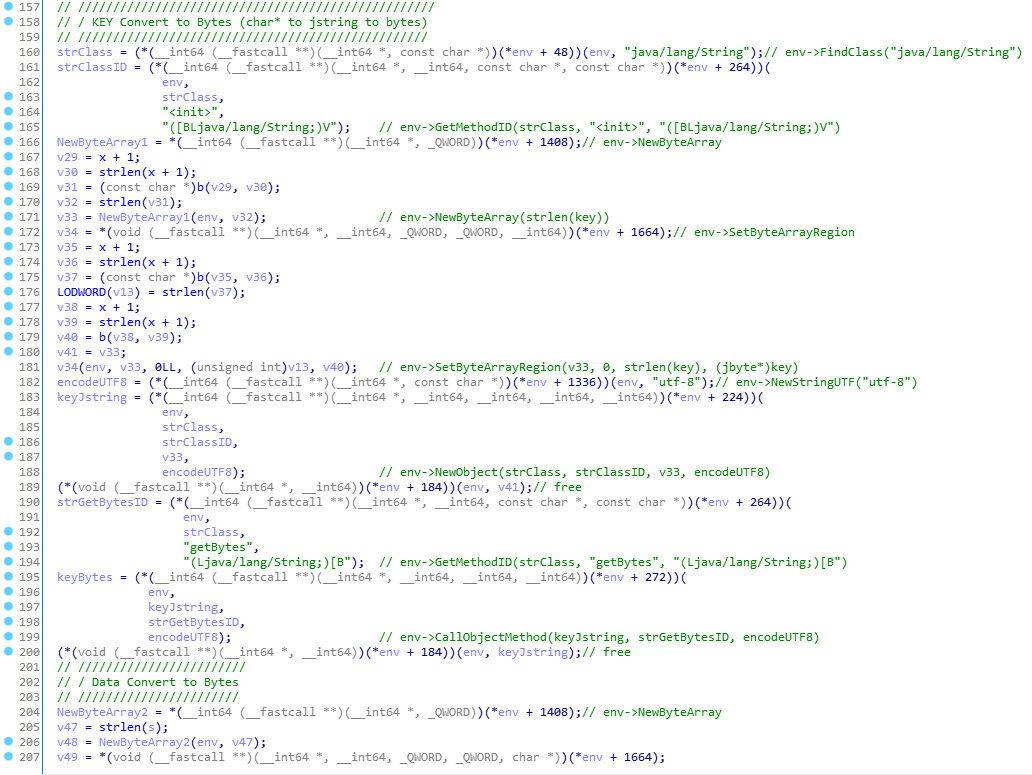 157 // ///////////////////////////////////////////////////
158 // / KEY Convert to Bytes (char* to jstring to bytes)
159 // //////////////////////////////////////////////////
160 strClass = (*(__int64 (__fastcall **)(__int64 *, const char *))(*env + 48))(env, "java/lang/String");// env->FindClass("java/lang/String")
161 strClassID = (*(__int64 (__fastcall **)(__int64 *, __int64, const char *, const char *))(*env + 264))(
162 env,
163 strClass,
164 "<init>",
165 "([BLjava/lang/String;)V"); // env->GetMethodID(strClass, "<init>", "([BLjava/lang/String;)V")
166 NewByteArray1 = *(__int64 (__fastcall **)(__int64 *, _QWORD))(*env + 1408);// env->NewByteArray
167 v29 = x + 1;
168 v30 = strlen(x + 1);
169 v31 = (const char *)b(v29, v30);
170 v32 = strlen(v31);
171 v33 = NewByteArray1(env, v32); // env->NewByteArray(strlen(key))
172 v34 = *(void (__fastcall **)(__int64 *, __int64, _QWORD, _QWORD, __int64))(*env + 1664);// env->SetByteArrayRegion
173 v35 = x + 1;
174 v36 = strlen(x + 1);
175 v37 = (const char *)b(v35, v36);
176 LODWORD(v13) = strlen(v37);
177 v38 = x + 1;
178 v39 = strlen(x + 1);
179 v40 = b(v38, v39);
180 v41 = v33;
181 v34(env, v33, 0LL, (unsigned int)v13, v40); // env->SetByteArrayRegion(v33, 0, strlen(key), (jbyte*)key)
182 encodeUTF8 = (*(__int64 (__fastcall **)(__int64 *, const char *))(*env + 1336))(env, "utf-8");// env->NewStringUTF("utf-8")
183 keyJstring = (*(__int64 (__fastcall **)(__int64 *, __int64, __int64, __int64, __int64))(*env + 224))(
184 env,
185 strClass,
186 strClassID,
187 v33,
188 encodeUTF8); // env->NewObject(strClass, strClassID, v33, encodeUTF8)
189 (*(void (__fastcall **)(__int64 *, __int64))(*env + 184))(env, v41);// free
190 strGetBytesID = (*(__int64 (__fastcall **)(__int64 *, __int64, const char *, const char *))(*env + 264))(
191 env,
192 strClass,
193 "getBytes",
194 "(Ljava/lang/String;)[B"); // env->GetMethodID(strClass, "getBytes", "(Ljava/lang/String;)[B")
195 keyBytes = (*(__int64 (__fastcall **)(__int64 *, __int64, __int64, __int64))(*env + 272))(
196 env,
197 keyJstring,
198 strGetBytesID,
199 encodeUTF8); // env->CallObjectMethod(keyJstring, strGetBytesID, encodeUTF8)
200 (*(void (__fastcall **)(__int64 *, __int64))(*env + 184))(env, keyJstring);// free
201 // ////////////////////////
202 // / Data Convert to Bytes
203 // ///////////////////////
204 NewByteArray2 = *(__int64 (__fastcall **)(__int64 *, _QWORD))(*env + 1408);// env->NewByteArray
205 v47 = strlen(s);
206 v48 = NewByteArray2(env, v47);
207 v49 = *(void (__fastcall **)(__int64 *, __int64, _QWORD, _QWORD, char *))(*env + 1664);